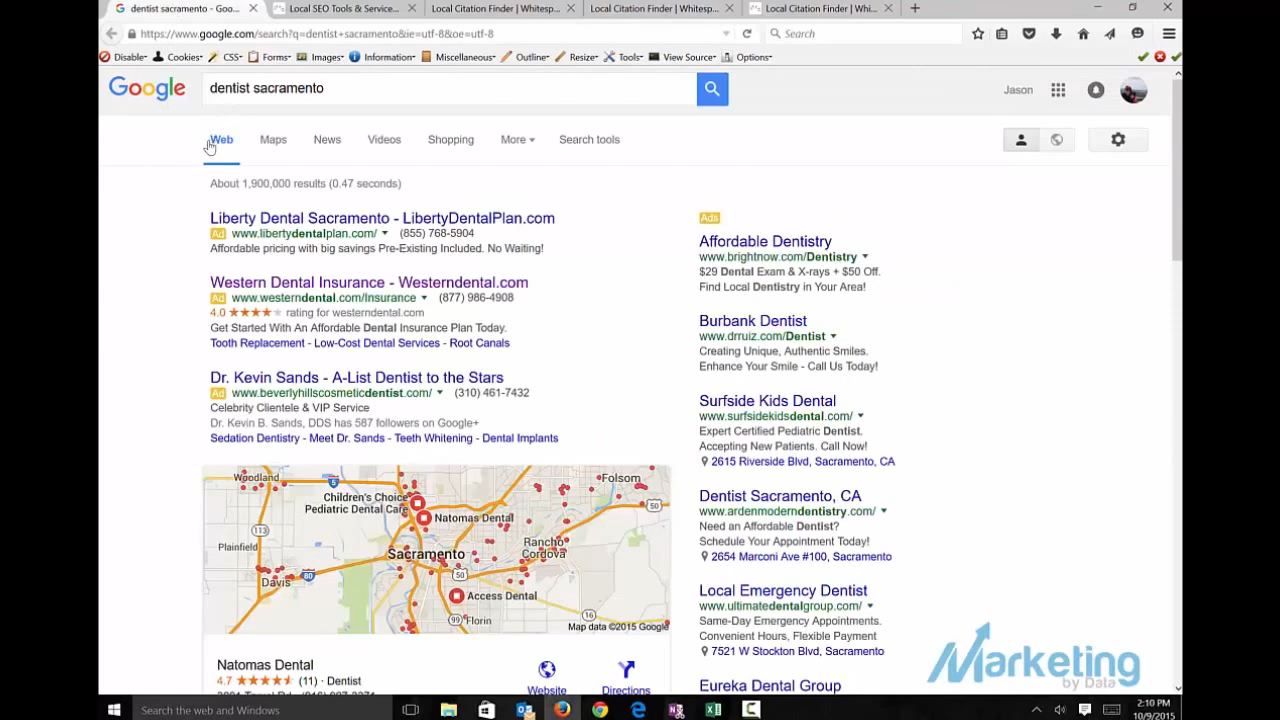 dentist sacramento - Goo...
Local SEO Tools & Service...
Local Citation Finder | Whitesp...
Local Citation Finder | Whitesp...
Local Citation Finder | Whi...
https://www.google.com/search?q=dentist+sacramento&ie=utf-8&oe=utf-8
Search
Disable
Cookies
CSS
Forms
Images
Information
Miscellaneous
Outline
Resize
Tools
View Source
Options
Google
dentist sacramento
Jason
Web
Maps
News
Videos
Shopping
More
Search tools
About 1,900,000 results (0.47 seconds)
Liberty Dental Sacramento - LibertyDentalPlan.com
Ad www.libertydentalplan.com/ (855) 768-5904
Affordable pricing with big savings Pre-Existing Included. No Waiting!
Western Dental Insurance - Westerndental.com
Ad www.westerndental.com/Insurance (877) 986-4908
4.0 ★★★★★ rating for westerndental.com
Get Started With An Affordable Dental Insurance Plan Today.
Tooth Replacement - Low-Cost Dental Services - Root Canals
Dr. Kevin Sands - A-List Dentist to the Stars
Ad www.beverlyhillscosmeticdentist.com/ (310) 461-7432
Celebrity Clientele & VIP Service
Dr. Kevin B. Sands, DDS has 587 followers on Google+
Sedation Dentistry - Meet Dr. Sands - Teeth Whitening - Dental Implants
Woodland
5
Folsom
50
Children's Choice
Pediatric Dental Care
Natomas Dental
113
Plainfield
Sacramento
Rancho
Cordova
Davis
80
50
Access Dental
16
99
Florin
Map data ©2015 Google
Natomas Dental
4.7 ★★★★★ (11) · Dentist
Website
Directions
Ads
Affordable Dentistry
www.brightnow.com/Dentistry
$29 Dental Exam & X-rays + $50 Off.
Find Local Dentistry in Your Area!
Burbank Dentist
www.drruiz.com/Dentist
Creating Unique, Authentic Smiles.
Enhance Your Smile - Call Us Today!
Surfside Kids Dental
www.surfsidekidsdental.com/
Expert Certified Pediatric Dentist.
Accepting New Patients. Call Now!
2615 Riverside Blvd, Sacramento, CA
Dentist Sacramento, CA
www.ardenmoderndentistry.com/
Need an Affordable Dentist?
Schedule Your Appointment Today!
2654 Marconi Ave #100, Sacramento
Local Emergency Dentist
www.ultimatedentalgroup.com/
Same-Day Emergency Appointments.
Convenient Hours, Flexible Payment
7521 W Stockton Blvd, Sacramento
Eureka Dental Group
Marketing
by Data
Search the web and Windows
2:10 PM
10/9/2015